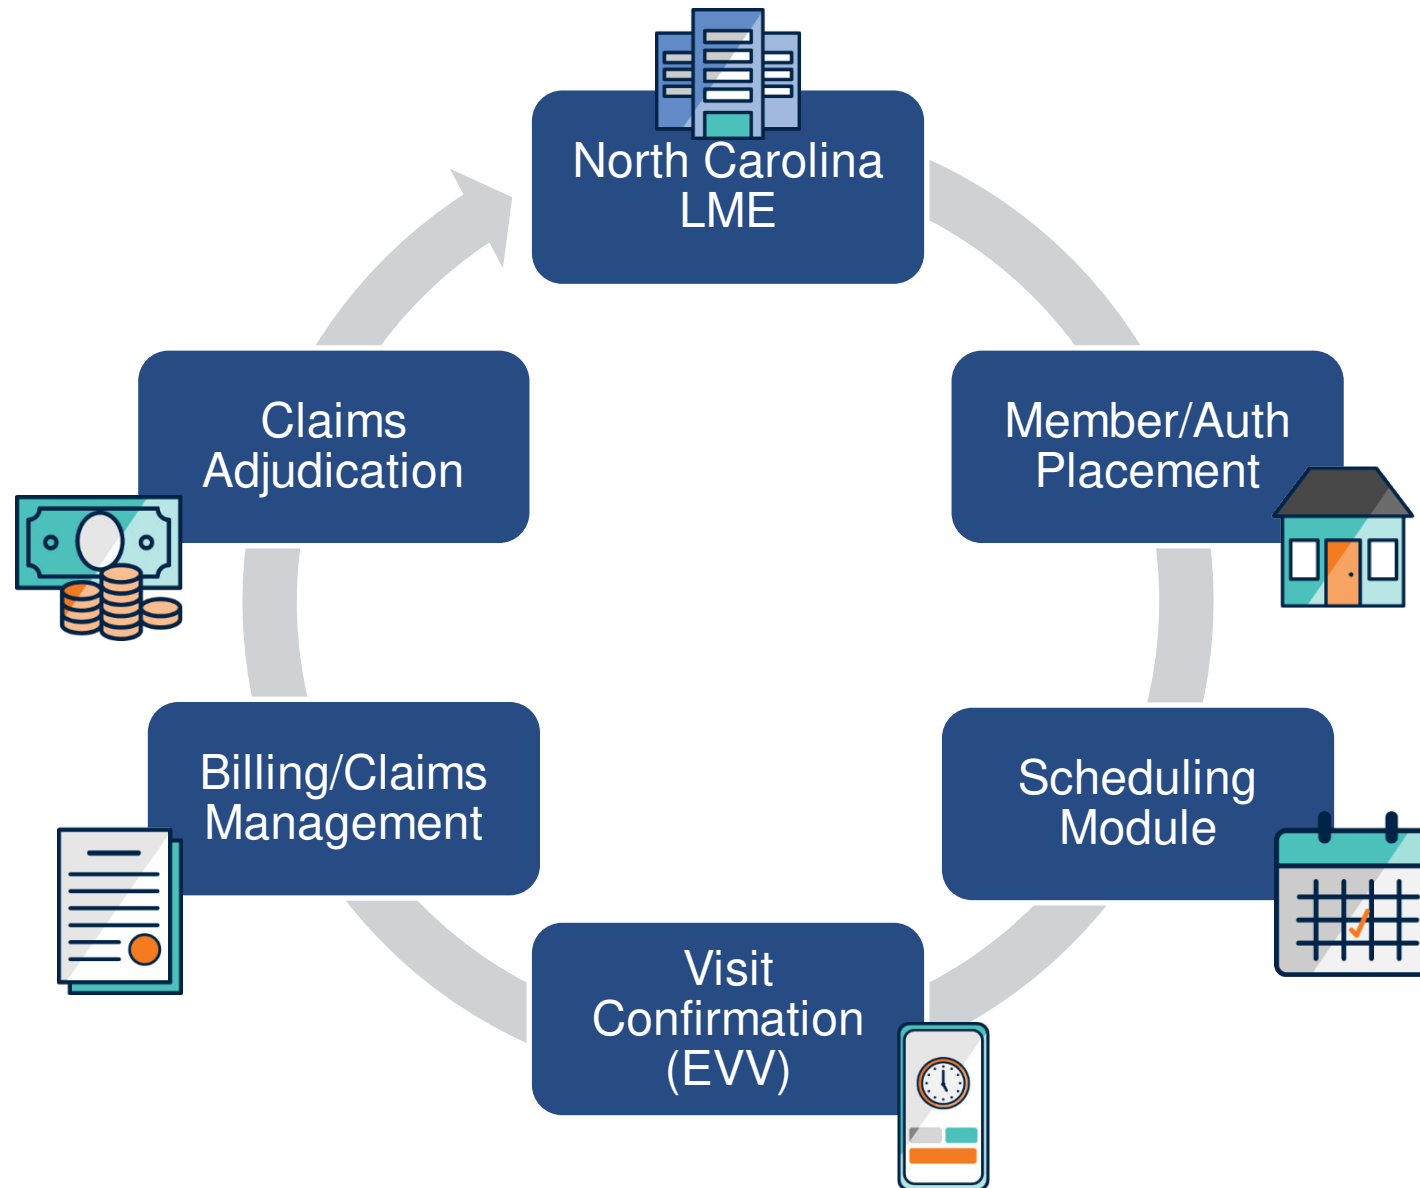 North Carolina
LME
Member/Auth
Placement
Scheduling
Module
Visit
Confirmation
(EVV)
Billing/Claims
Management
Claims
Adjudication